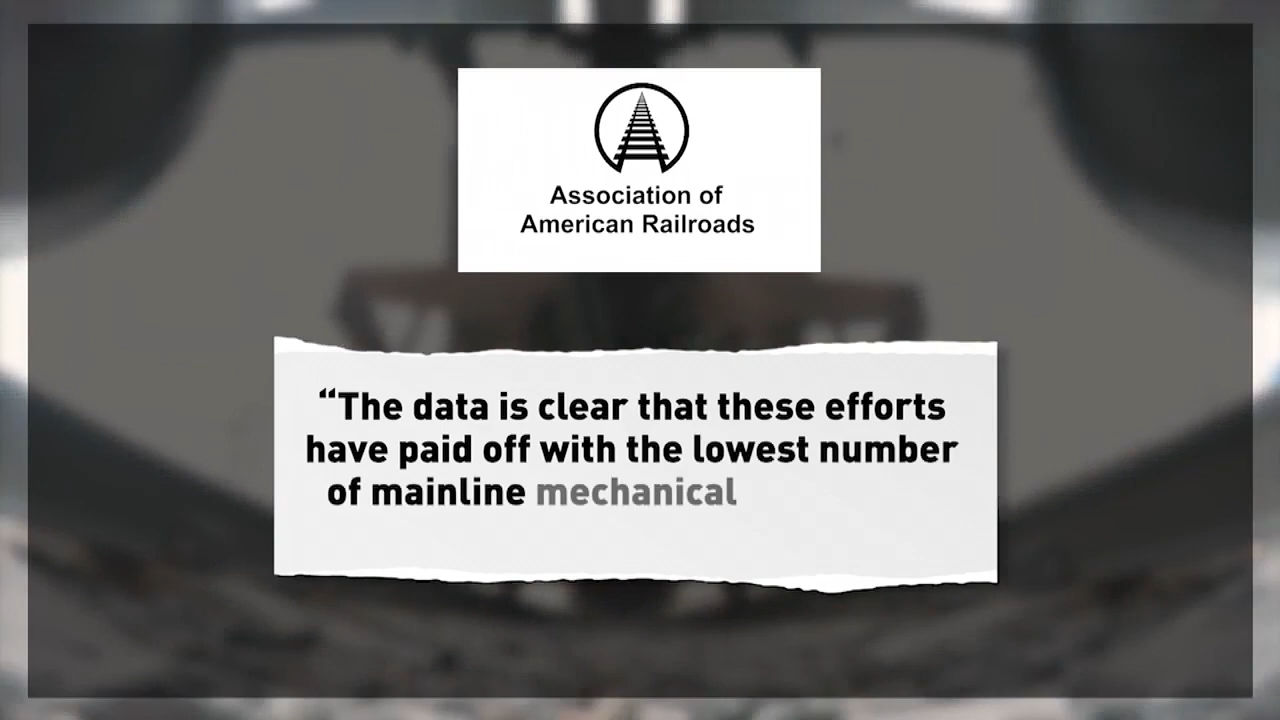 Association of
American Railroads
“The data is clear that these efforts
have paid off with the lowest number
of mainline mechanical